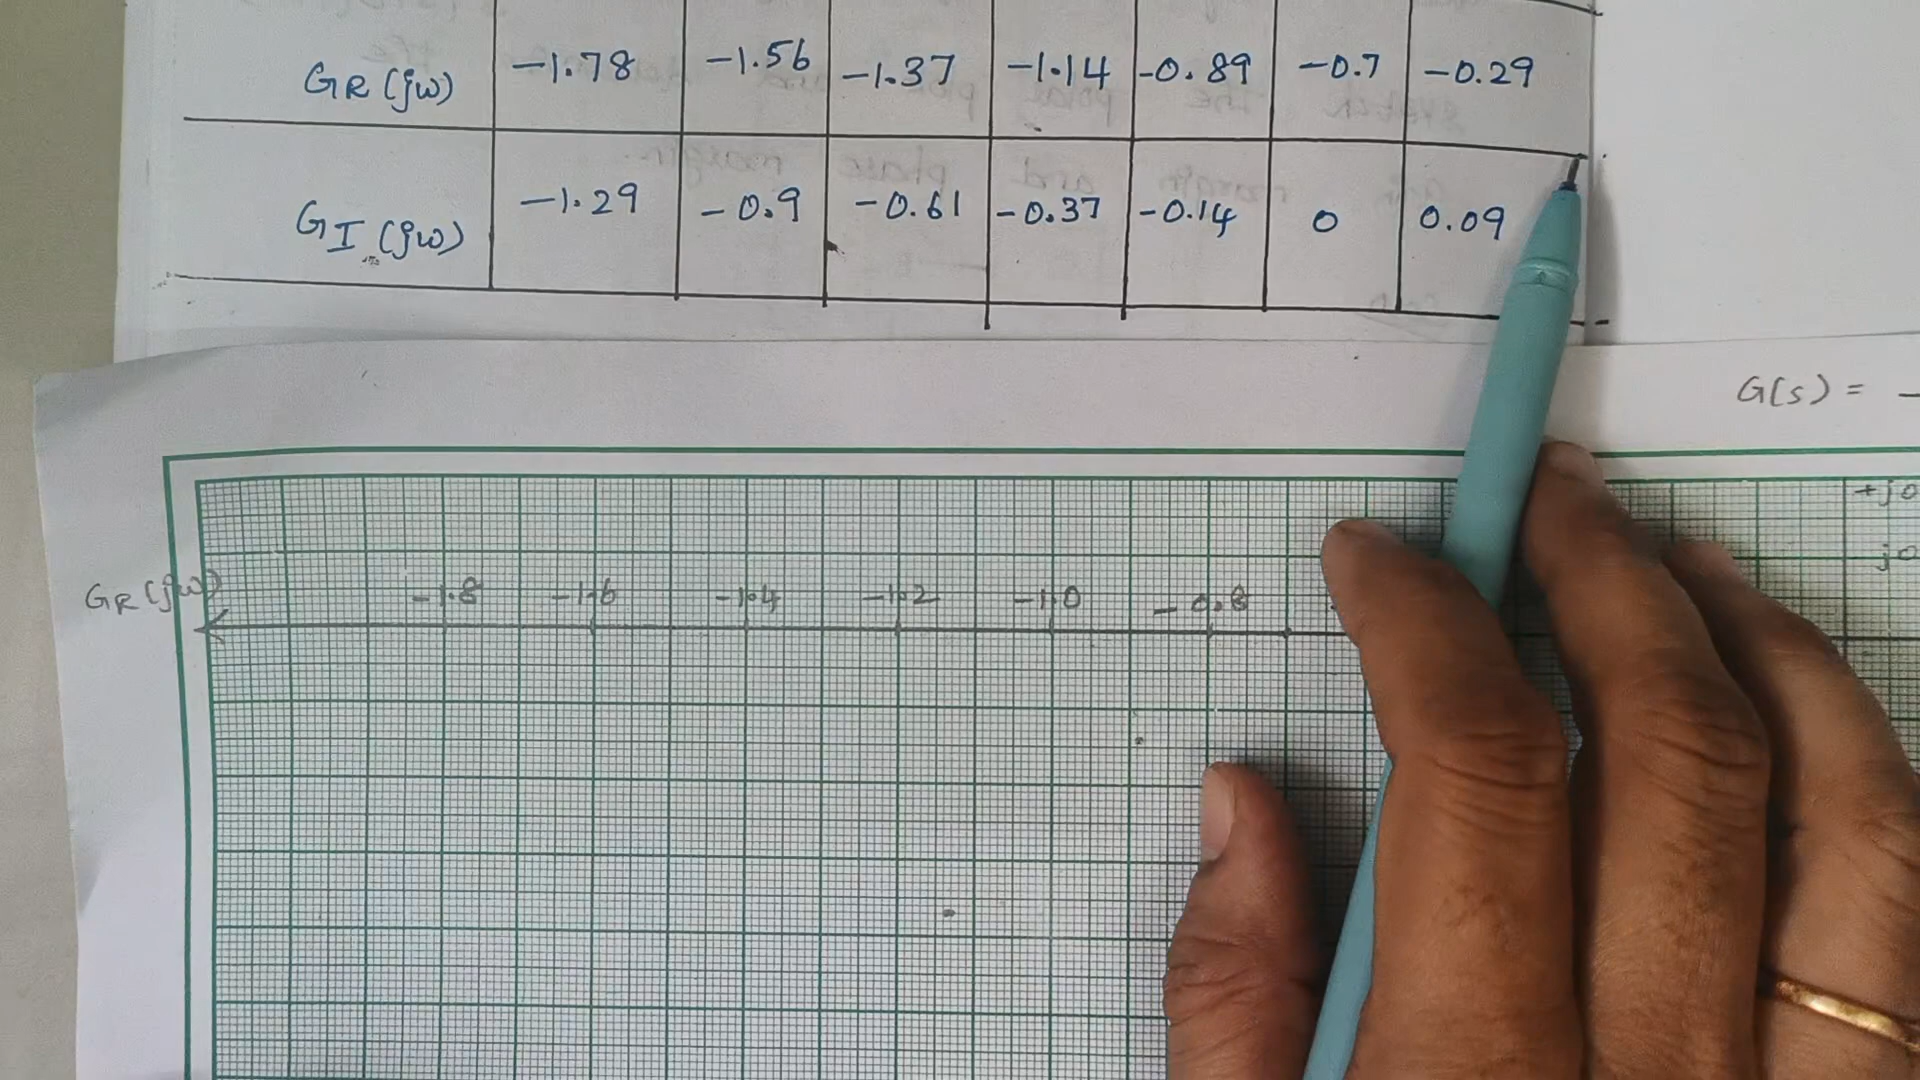 GR(jω) -1.78 -1.56 -1.37 -1.14 -0.89 -0.7 -0.29
GI(jω) -1.29 -0.9 -0.61 -0.37 -0.14 0 0.09
G(s) = 
+j0
j0
GR(jω) -1.8 -1.6 -1.4 -1.2 -1.0 -0.8